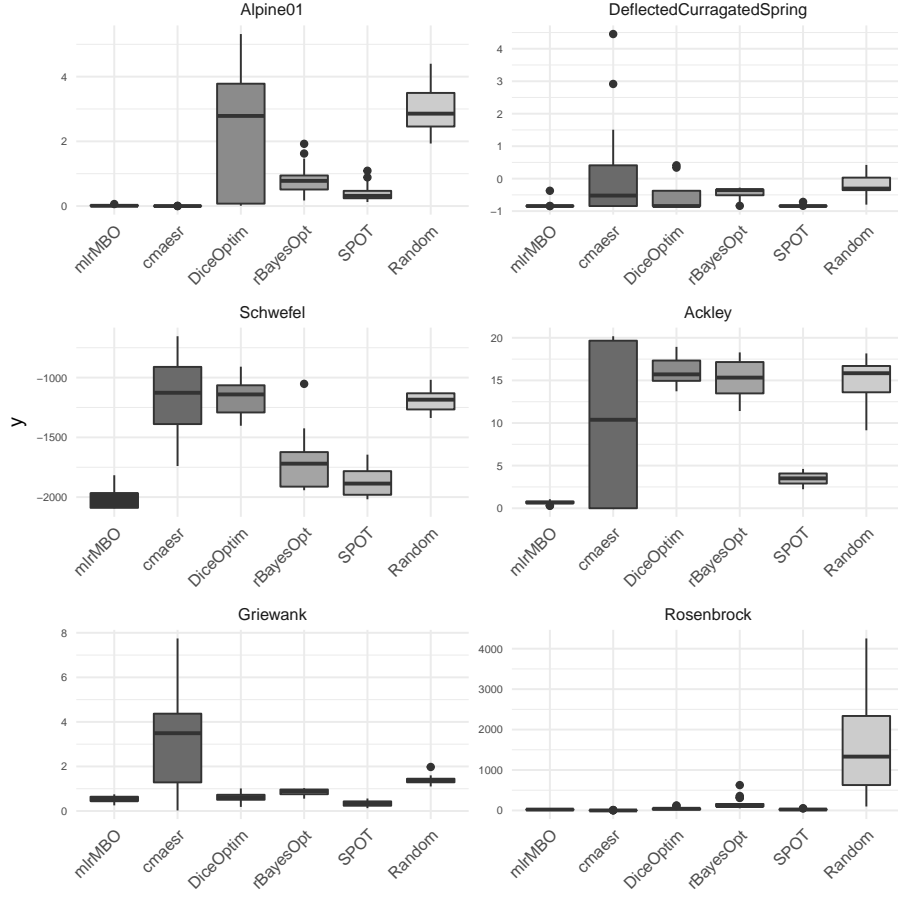 Alpine01
DeflectedCurragatedSpring
4
2
0
4
3
2
1
0
−1
mlrMBO
cmaesr
DiceOptim
rBayesOpt
SPOT
Random
mlrMBO
cmaesr
DiceOptim
rBayesOpt
SPOT
Random
Schwefel
Ackley
y
−1000
−1500
−2000
20
15
10
5
0
mlrMBO
cmaesr
DiceOptim
rBayesOpt
SPOT
Random
mlrMBO
cmaesr
DiceOptim
rBayesOpt
SPOT
Random
Griewank
Rosenbrock
8
6
4
2
0
4000
3000
2000
1000
0
mlrMBO
cmaesr
DiceOptim
rBayesOpt
SPOT
Random
mlrMBO
cmaesr
DiceOptim
rBayesOpt
SPOT
Random